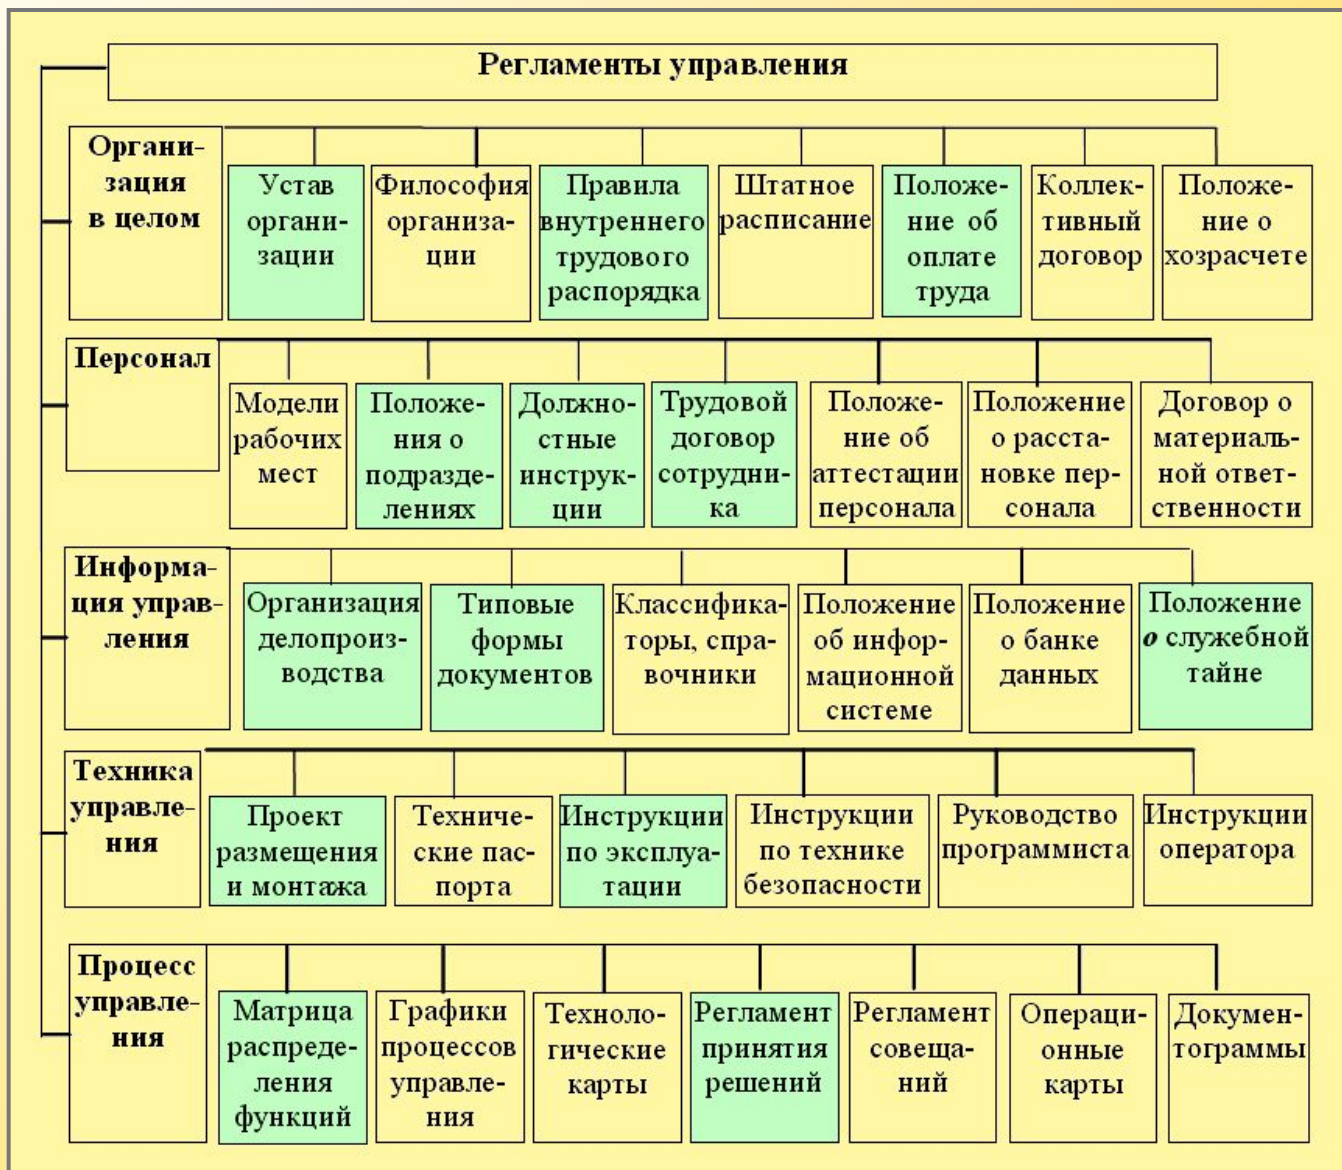 Регламенты управления
Органи-
зация
в целом
Устав
органи-
зации
Философия
организа-
ции
Правила
внутреннего
трудового
распорядка
Штатное
расписание
Положе-
ние об
оплате
труда
Коллек-
тивный
договор
Положе-
ние о
хозрасчете
Персонал
Модели
рабочих
мест
Положе-
ния о
подразде-
лениях
Должно-
стные
инструк-
ции
Трудовой
договор
сотрудни-
ка
Положе-
ние об
аттестации
персонала
Положение
о расста-
новке пер-
сонала
Договор о
материаль-
ной ответ-
ственности
Информа-
ция управ-
ления
Организация
делопроиз-
водства
Типовые
формы
документов
Классифика-
торы, спра-
вочники
Положение
об инфор-
мационной
системе
Положение
о банке
данных
Положение
о служебной
тайне
Техника
управле-
ния
Проект
размещения
и монтажа
Техниче-
ские пас-
порта
Инструкции
по эксплуа-
тации
Инструкции
по технике
безопасности
Руководство
программиста
Инструкции
оператора
Процесс
управле-
ния
Матрица
распреде-
ления
функций
Графики
процессов
управле-
ния
Техноло-
гические
карты
Регламент
принятия
решений
Регламент
совеща-
ний
Операци-
онные
карты
Докумен-
тограммы